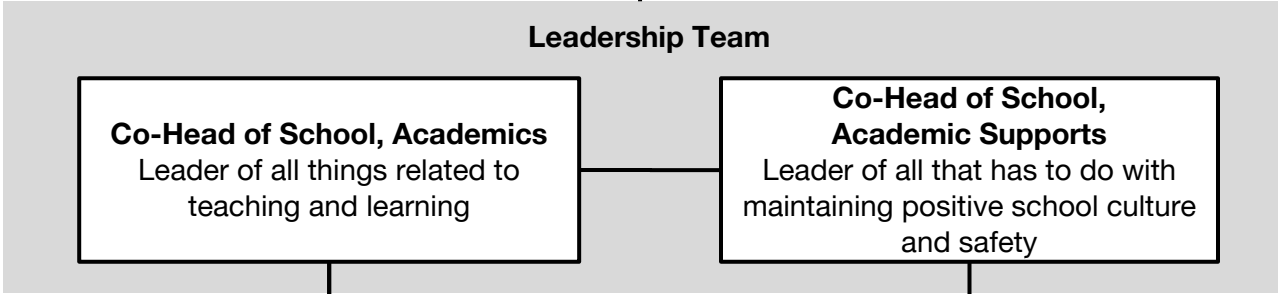 Leadership Team
Co-Head of School, Academics
Leader of all things related to
teaching and learning
Co-Head of School,
Academic Supports
Leader of all that has to do with
maintaining positive school culture
and safety